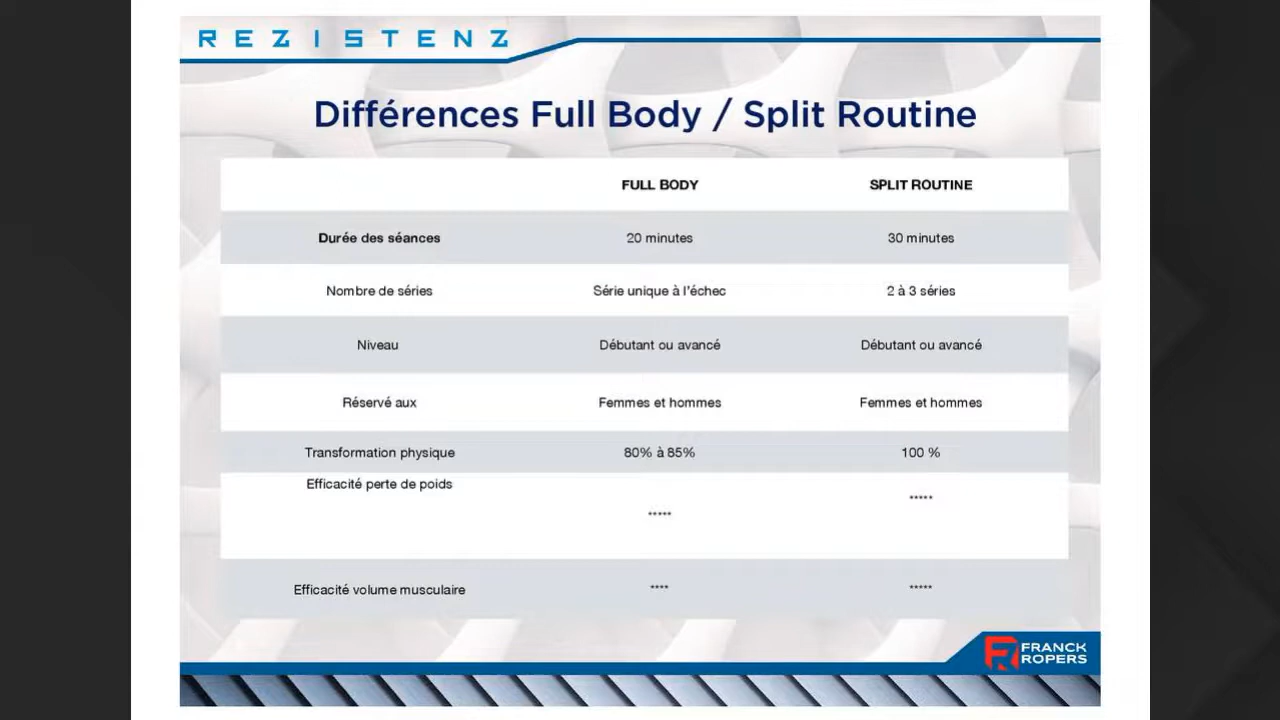 REZISTENZ
Différences Full Body / Split Routine
FULL BODY SPLIT ROUTINE
Durée des séances 20 minutes 30 minutes
Nombre de séries Série unique à l'échec 2 à 3 séries
Niveau Débutant ou avancé Débutant ou avancé
Réservé aux Femmes et hommes Femmes et hommes
Transformation physique 80% à 85% 100 %
Efficacité perte de poids ***** *****
Efficacité volume musculaire **** *****
FRANCK
ROPERS